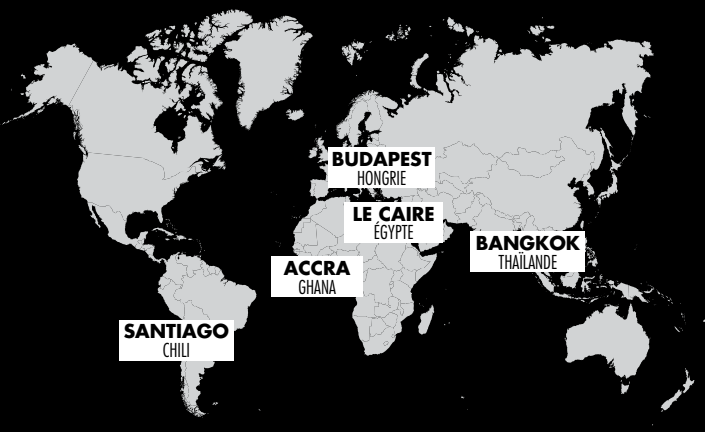 BUDAPEST
HONGRIE
LE CAIRE
ÉGYPTE
BANGKOK
THAÏLANDE
ACCRA
GHANA
SANTIAGO
CHILI